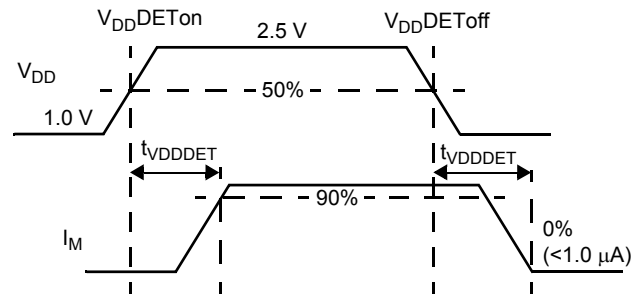 VDDDETon
VDDDEToff
2.5 V
VDD
50%
1.0 V
tVDDDET
tVDDDET
90%
IM
0%
(<1.0 μA)